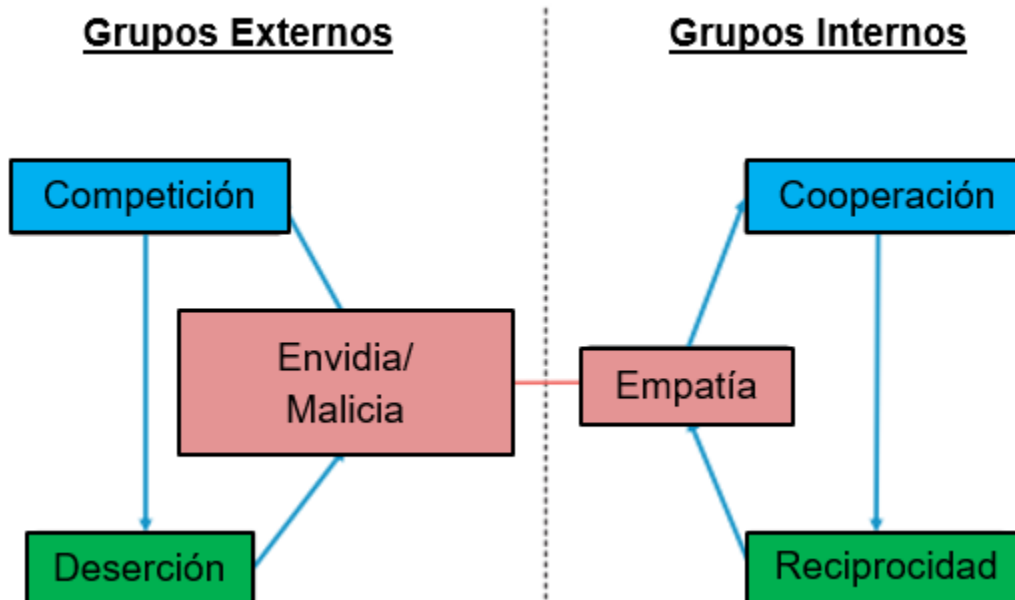 Grupos Externos
Grupos Internos
Competición
Cooperación
Envidia/
Malicia
Empatía
Deserción
Reciprocidad